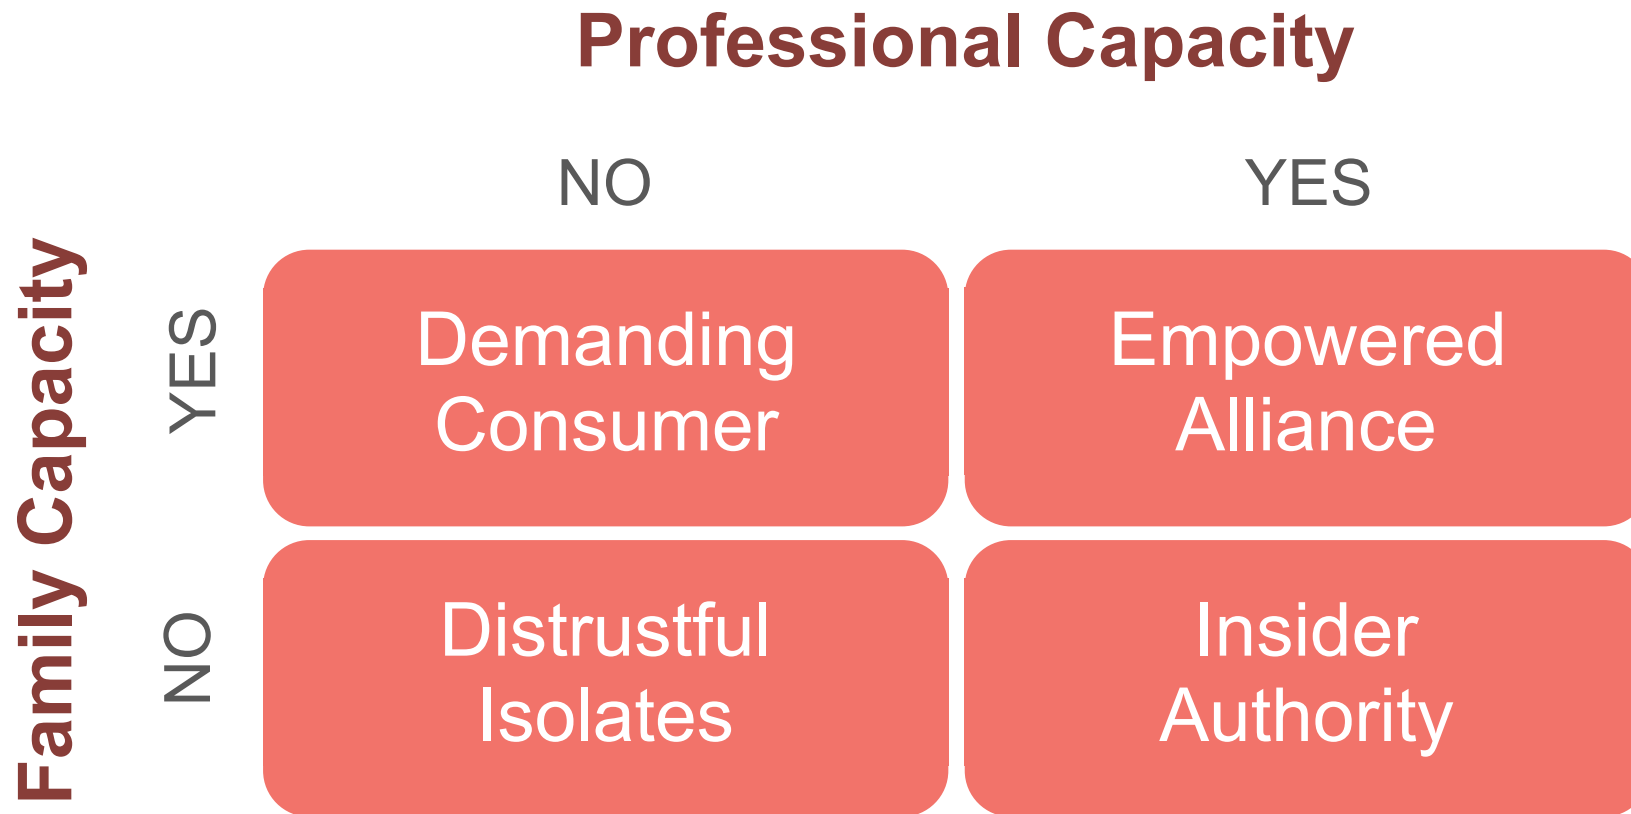 Professional Capacity
NO
YES
Family Capacity
YES
Demanding
Consumer
Empowered
Alliance
NO
Distrustful
Isolates
Insider
Authority